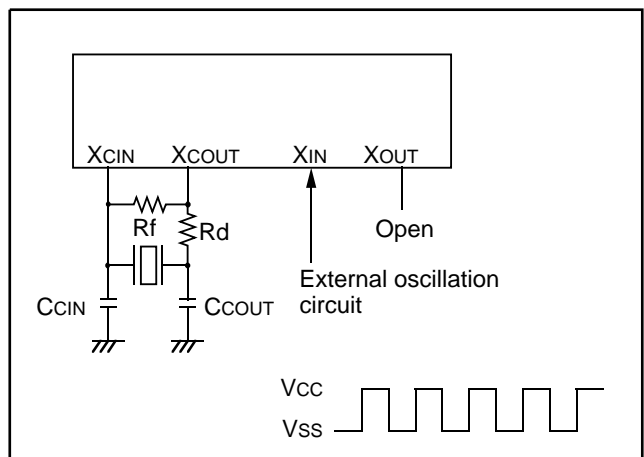 XCIN XCOUT XIN XOUT
Rf
Rd
Open
External oscillation
circuit
CCIN
CCOUT
VCC
VSS